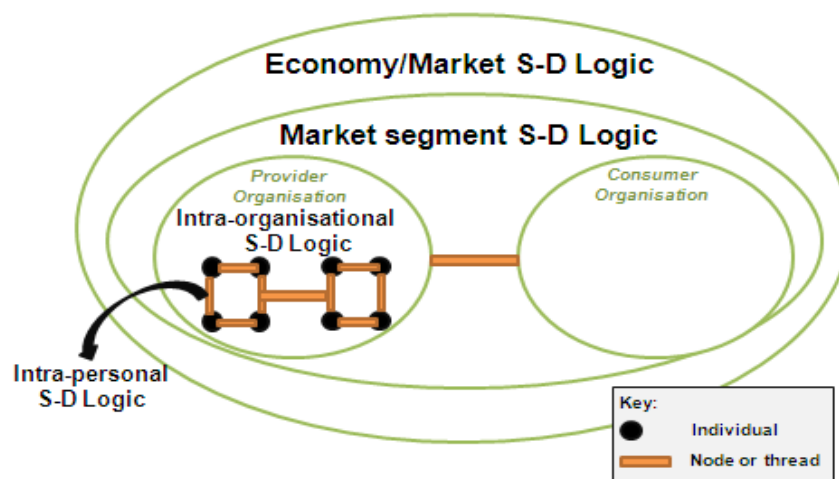 Economy/Market S-D Logic
Market segment S-D Logic
Provider
Organisation
Intra-organisational
S-D Logic
Consumer
Organisation
Intra-personal
S-D Logic
Key:
Individual
Node or thread